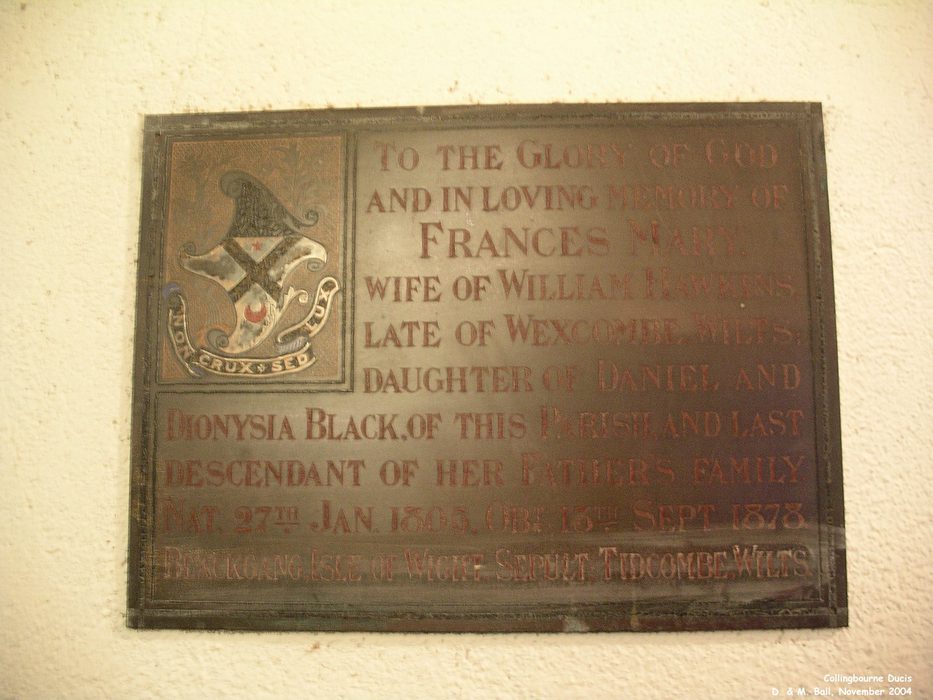 NON CRUX SED LUX
TO THE GLORY OF GOD
AND IN LOVING MEMORY OF
FRANCES MARY
WIFE OF WILLIAM HAWKINS,
LATE OF WEXCOMBE, WILTS;
DAUGHTER OF DANIEL AND
DIONYSIA BLACK, OF THIS PARISH, AND LAST
DESCENDANT OF HER FATHER'S FAMILY
NAT. 27TH JAN. 1805, OBT. 13TH SEPT. 1878
BLACKGANG, ISLE OF WIGHT. SEPULT. TIDCOMBE, WILTS.
Collingbourne Ducis
D. & M. Ball, November 2004